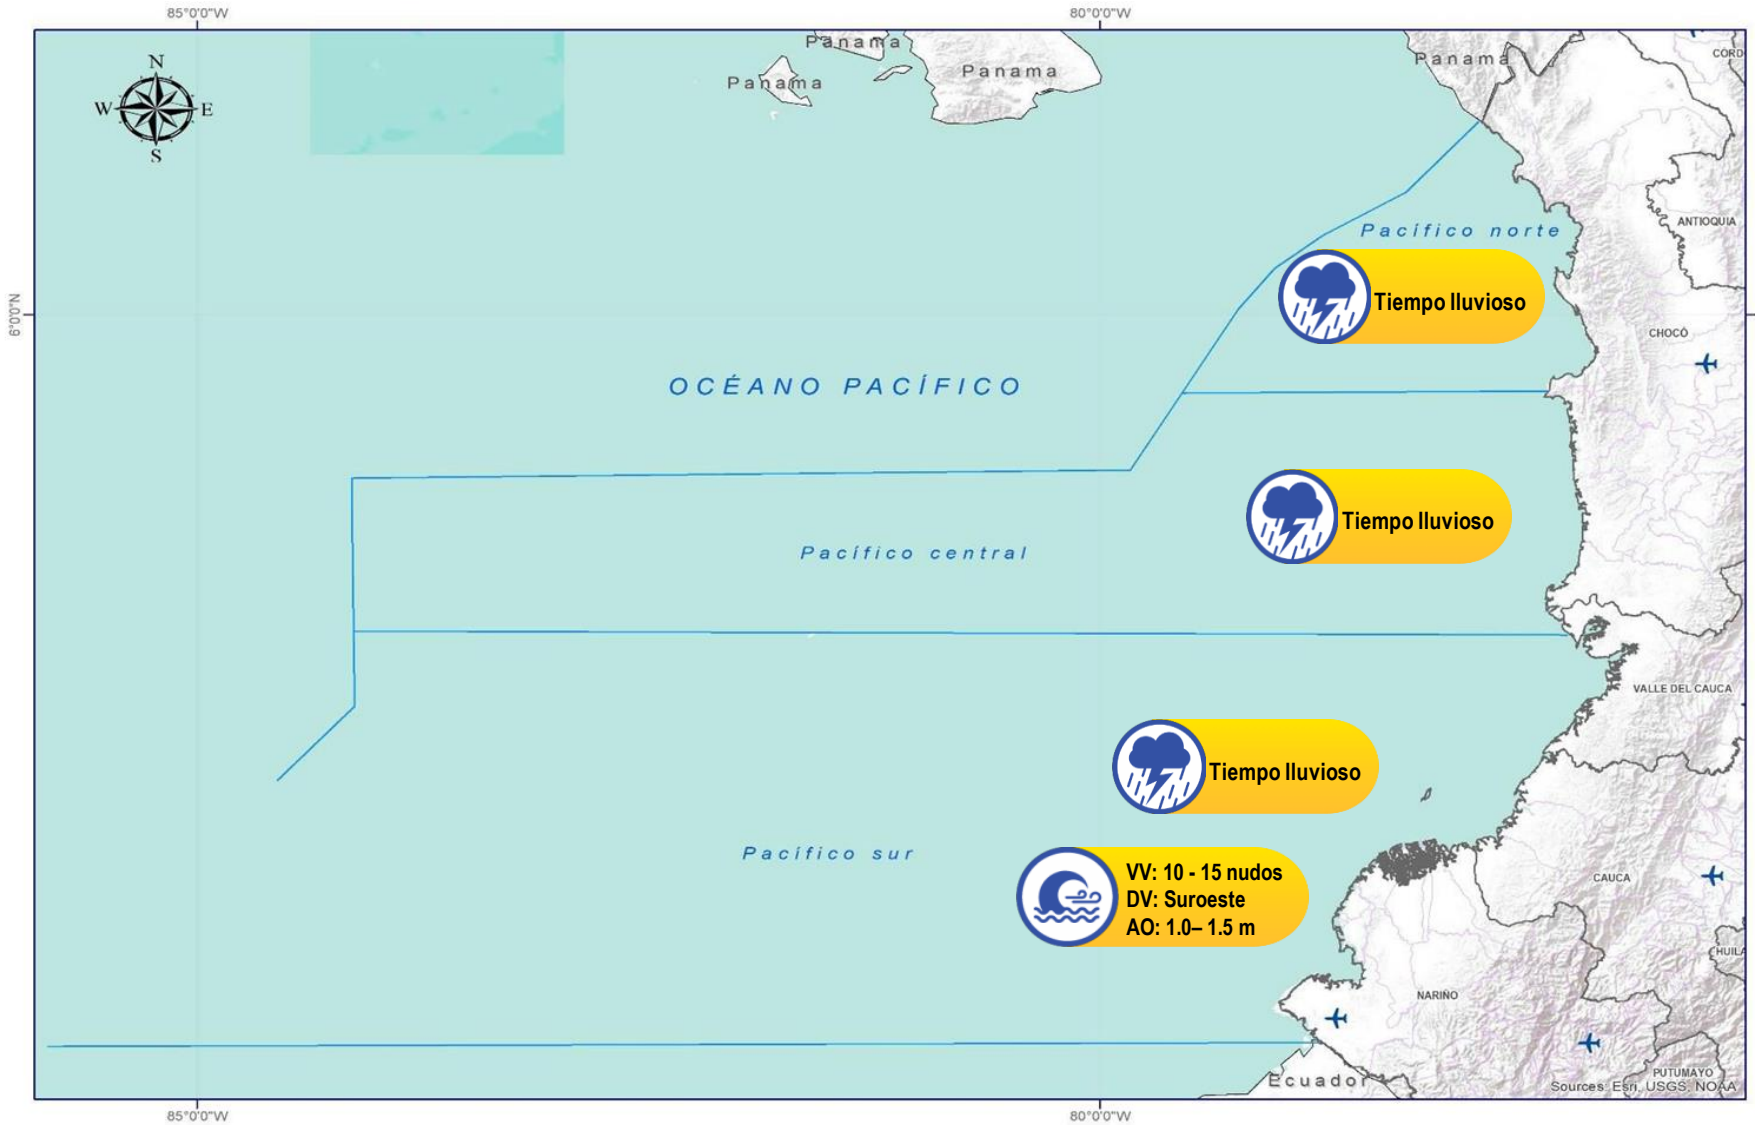 85°0'0"W
80°0'0"W
N
W
E
S
Panama
Panama
Panama
Panama
CÓRD
ANTIOQUIA
Pacífico norte
Tiempo lluvioso
6°0'0"N
CHOCÓ
OCÉANO PACÍFICO
Tiempo lluvioso
Pacífico central
VALLE DEL CAUCA
Tiempo lluvioso
Pacífico sur
VV: 10 - 15 nudos
DV: Suroeste
AO: 1.0– 1.5 m
CAUCA
HUILA
NARIÑO
Ecuador
PUTUMAYO
Sources: Esri, USGS, NOAA
85°0'0"W
80°0'0"W